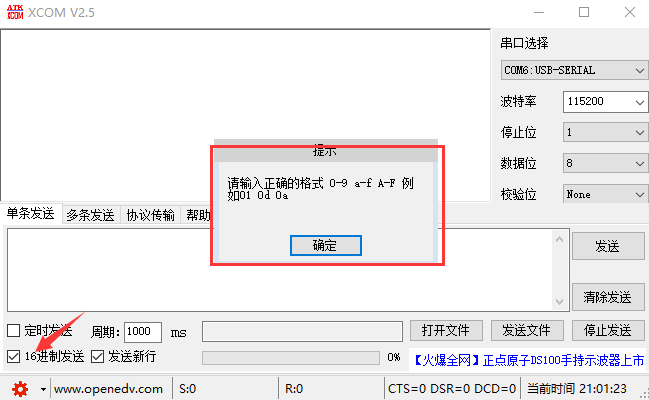 ATK
XCOM
XCOM V2.5
串口选择
COM6:USB-SERIAL
波特率
115200
停止位
1
数据位
8
校验位
None
提示
请输入正确的格式 0-9 a-f A-F 例
如01 0d 0a
确定
单条发送
多条发送
协议传输
帮助
发送
清除发送
定时发送
周期:
1000
ms
打开文件
发送文件
停止发送
16进制发送
发送新行
0%
【火爆全网】正点原子DS100手持示波器上市
www.openedv.com
S:0
R:0
CTS=0 DSR=0 DCD=0
当前时间 21:01:23